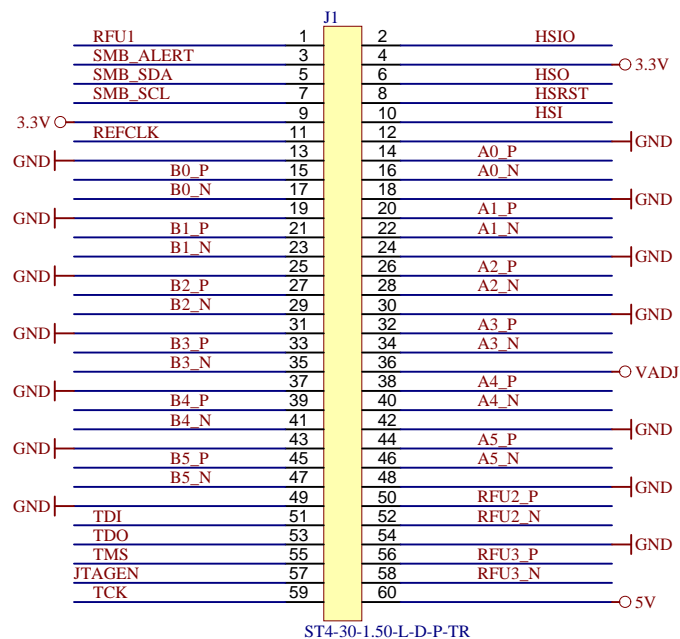 J1
RFU1 1 2 HSIO
SMB_ALERT 3 4 3.3V
SMB_SDA 5 6 HSO
SMB_SCL 7 8 HSRST
3.3V 9 10 HSI
REFCLK 11 12 GND
GND 13 14 A0_P
B0_P 15 16 A0_N
B0_N 17 18 GND
GND 19 20 A1_P
B1_P 21 22 A1_N
B1_N 23 24 GND
GND 25 26 A2_P
B2_P 27 28 A2_N
B2_N 29 30 GND
GND 31 32 A3_P
B3_P 33 34 A3_N
B3_N 35 36 VADJ
GND 37 38 A4_P
B4_P 39 40 A4_N
B4_N 41 42 GND
GND 43 44 A5_P
B5_P 45 46 A5_N
B5_N 47 48 GND
GND 49 50 RFU2_P
TDI 51 52 RFU2_N
TDO 53 54 GND
TMS 55 56 RFU3_P
JTAGEN 57 58 RFU3_N
TCK 59 60 5V
ST4-30-1.50-L-D-P-TR